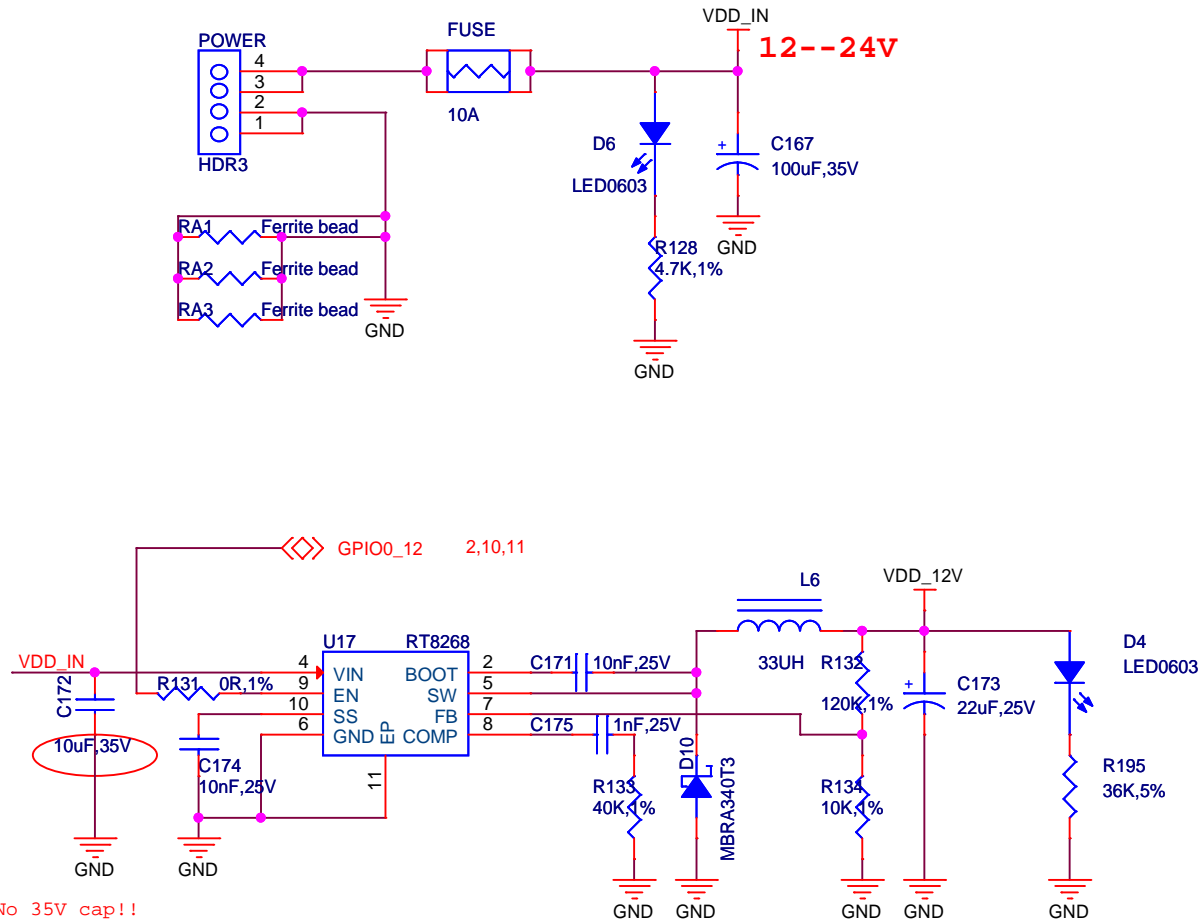 POWER
4
3
2
1
HDR3
FUSE
10A
VDD_IN
12--24V
D6
LED0603
C167
100uF,35V
GND
R128
4.7K,1%
GND
RA1 Ferrite bead
RA2 Ferrite bead
RA3 Ferrite bead
GND
GPIO0_12 2,10,11
VDD_IN
C172
10uF,35V
GND
R131 0R,1%
U17 RT8268
4 VIN BOOT 2
9 EN SW 5
10 SS FB 7
6 GND EP COMP 8
11
C174
10nF,25V
GND
C171 10nF,25V
C175 1nF,25V
R133
40K,1%
GND
D10
MBRA340T3
GND
L6
33UH
VDD_12V
R132
120K,1%
R134
10K,1%
GND
C173
22uF,25V
GND
D4
LED0603
R195
36K,5%
GND
No 35V cap!!